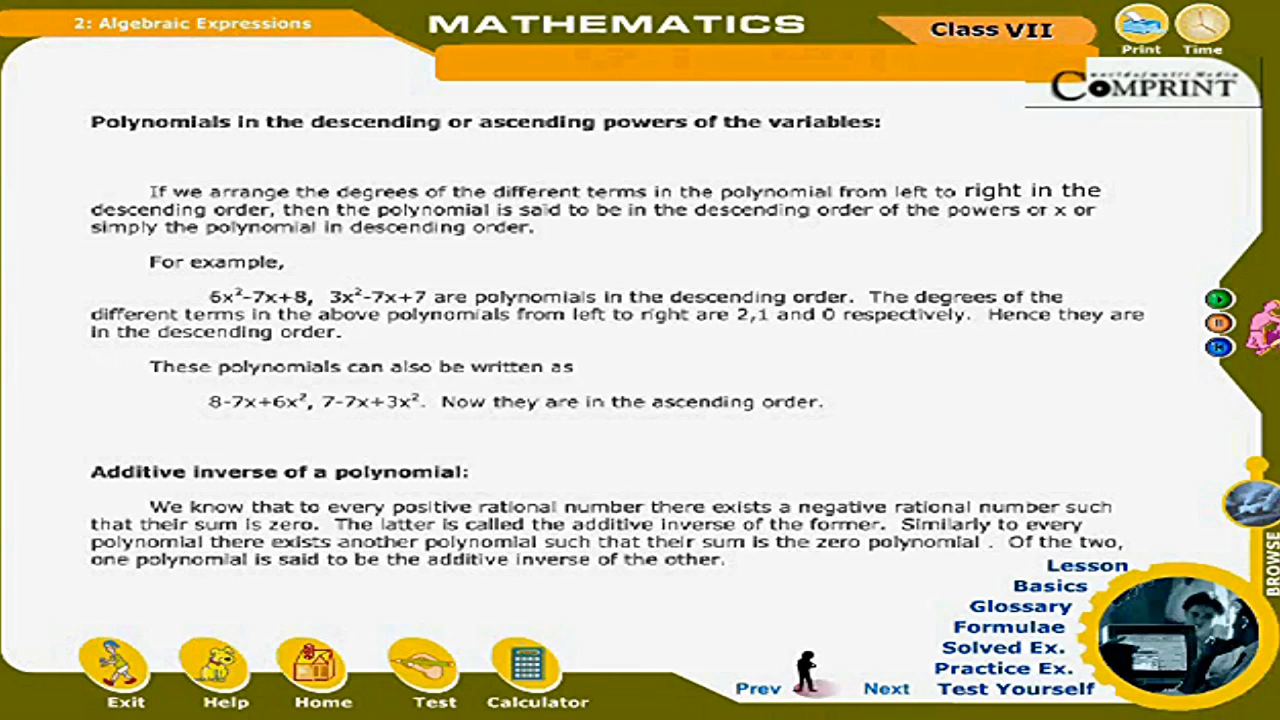 2: Algebraic Expressions
MATHEMATICS
Class VII
Print
Time
worldofmultiMedia
COMPRINT
Polynomials in the descending or ascending powers of the variables:
If we arrange the degrees of the different terms in the polynomial from left to right in the
descending order, then the polynomial is said to be in the descending order of the powers or x or
simply the polynomial in descending order.
For example,
6x²-7x+8, 3x²-7x+7 are polynomials in the descending order. The degrees of the
different terms in the above polynomials from left to right are 2,1 and 0 respectively. Hence they are
in the descending order.
These polynomials can also be written as
8-7x+6x², 7-7x+3x². Now they are in the ascending order.
Additive inverse of a polynomial:
We know that to every positive rational number there exists a negative rational number such
that their sum is zero. The latter is called the additive inverse of the former. Similarly to every
polynomial there exists another polynomial such that their sum is the zero polynomial . Of the two,
one polynomial is said to be the additive inverse of the other.
BROWSE
Lesson
Basics
Glossary
Formulae
Solved Ex.
Practice Ex.
Test Yourself
Prev
Next
Exit
Help
Home
Test
Calculator